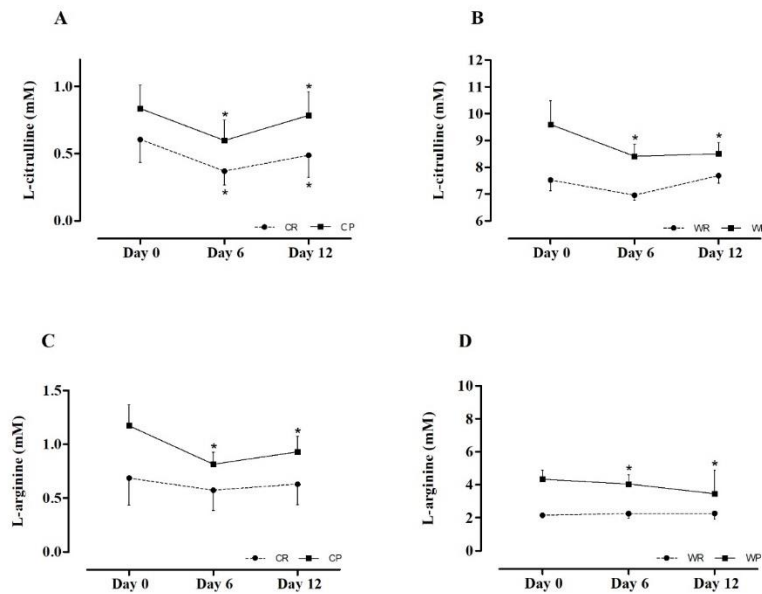 A
L-citrulline (mM)
1.0
0.5
0.0
*
*
*
*
CR CP
Day 0 Day 6 Day 12
B
L-citrulline (mM)
12
11
10
9
8
7
6
*
*
WR W
Day 0 Day 6 Day 12
C
L-arginine (mM)
1.5
1.0
0.5
0.0
*
*
CR CP
Day 0 Day 6 Day 12
D
L-arginine (mM)
10
8
6
4
2
0
*
*
WR WP
Day 0 Day 6 Day 12